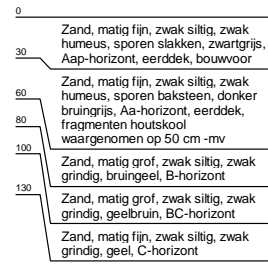 0
Zand, matig fijn, zwak siltig, zwak
humeus, sporen slakken, zwartgrijs,
Aap-horizont, eerddek, bouwvoor
30
Zand, matig fijn, zwak siltig, zwak
humeus, sporen baksteen, donker
bruingrijs, Aa-horizont, eerddek,
fragmenten houtskool
waargenomen op 50 cm -mv
60
Zand, matig grof, zwak siltig, zwak
grindig, bruingeel, B-horizont
80
Zand, matig grof, zwak siltig, zwak
grindig, geelbruin, BC-horizont
100
Zand, matig fijn, zwak siltig, zwak
grindig, geel, C-horizont
130